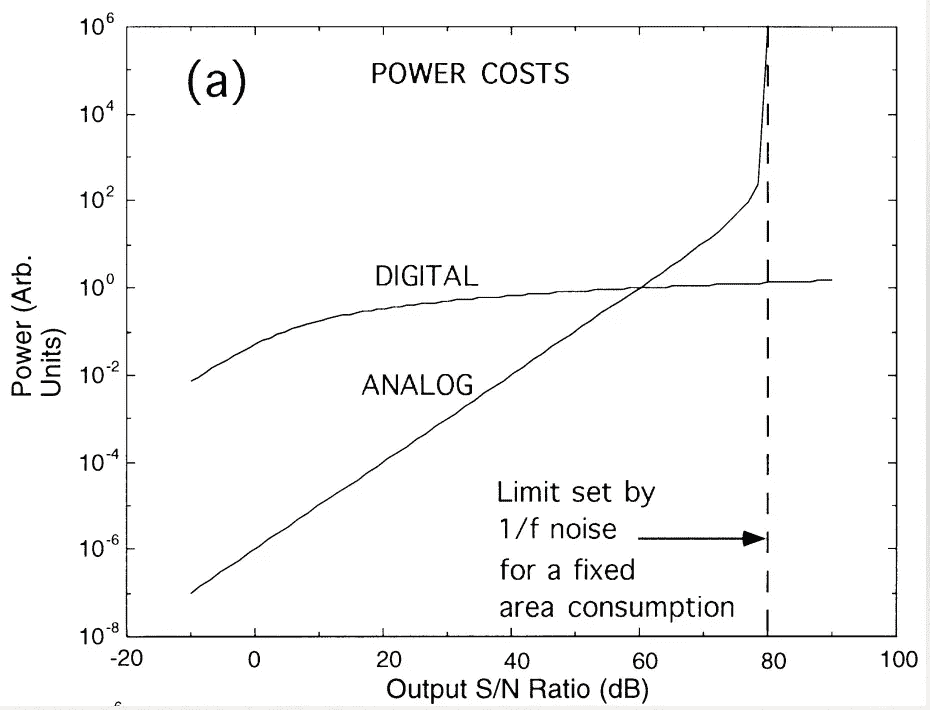 (a)
POWER COSTS
10^6
10^4
10^2
10^0
10^-2
10^-4
10^-6
10^-8
Power (Arb.
Units)
DIGITAL
ANALOG
Limit set by
1/f noise
for a fixed
area consumption
-20 0 20 40 60 80 100
Output S/N Ratio (dB)
6